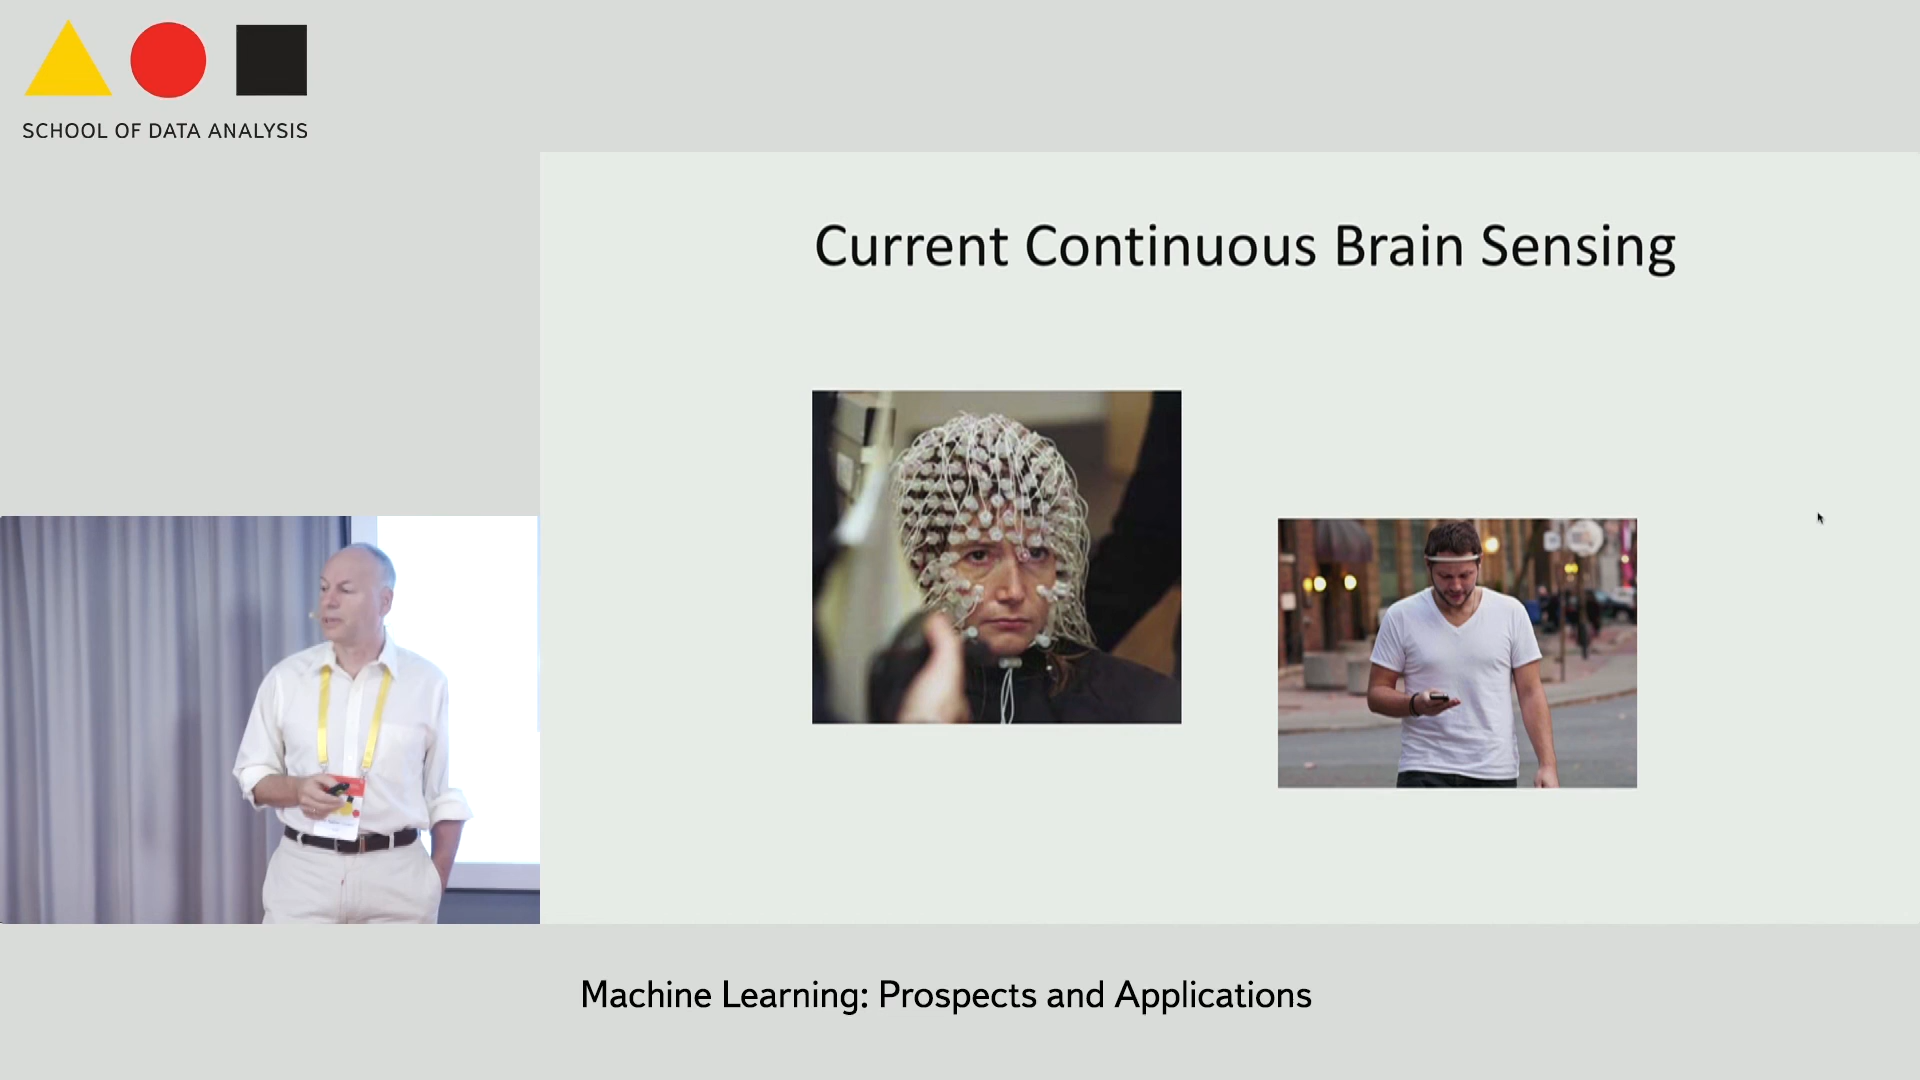 SCHOOL OF DATA ANALYSIS
Current Continuous Brain Sensing
Machine Learning: Prospects and Applications